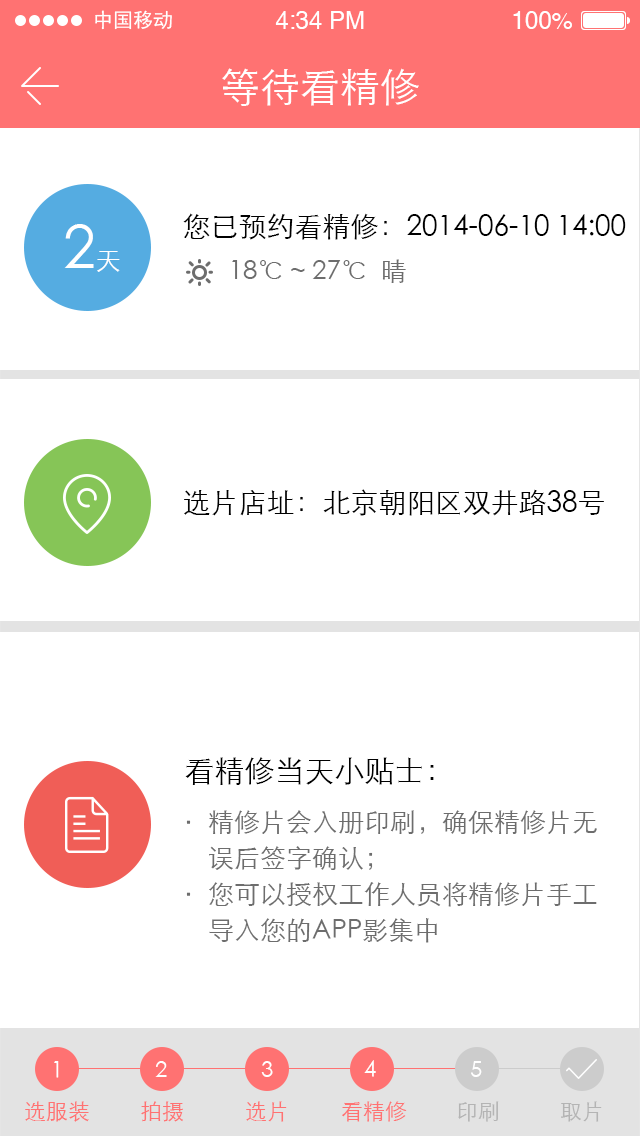 中国移动 4:34 PM 100%
等待看精修
2天
您已预约看精修：2014-06-10 14:00
18℃ ~ 27℃ 晴
选片店址：北京朝阳区双井路38号
看精修当天小贴士：
· 精修片会入册印刷，确保精修片无
误后签字确认；
· 您可以授权工作人员将精修片手工
导入您的APP影集中
1 2 3 4 5
选服装 拍摄 选片 看精修 印刷 取片